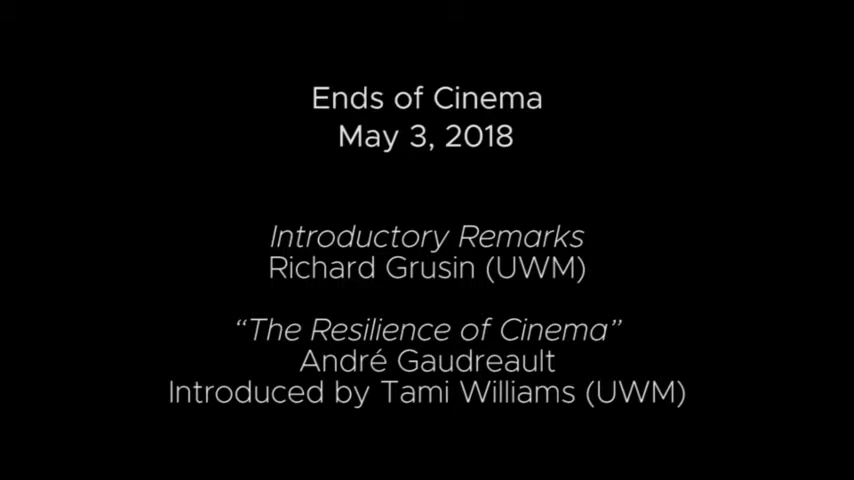 Ends of Cinema
May 3, 2018
Introductory Remarks
Richard Grusin (UWM)
“The Resilience of Cinema”
André Gaudreault
Introduced by Tami Williams (UWM)